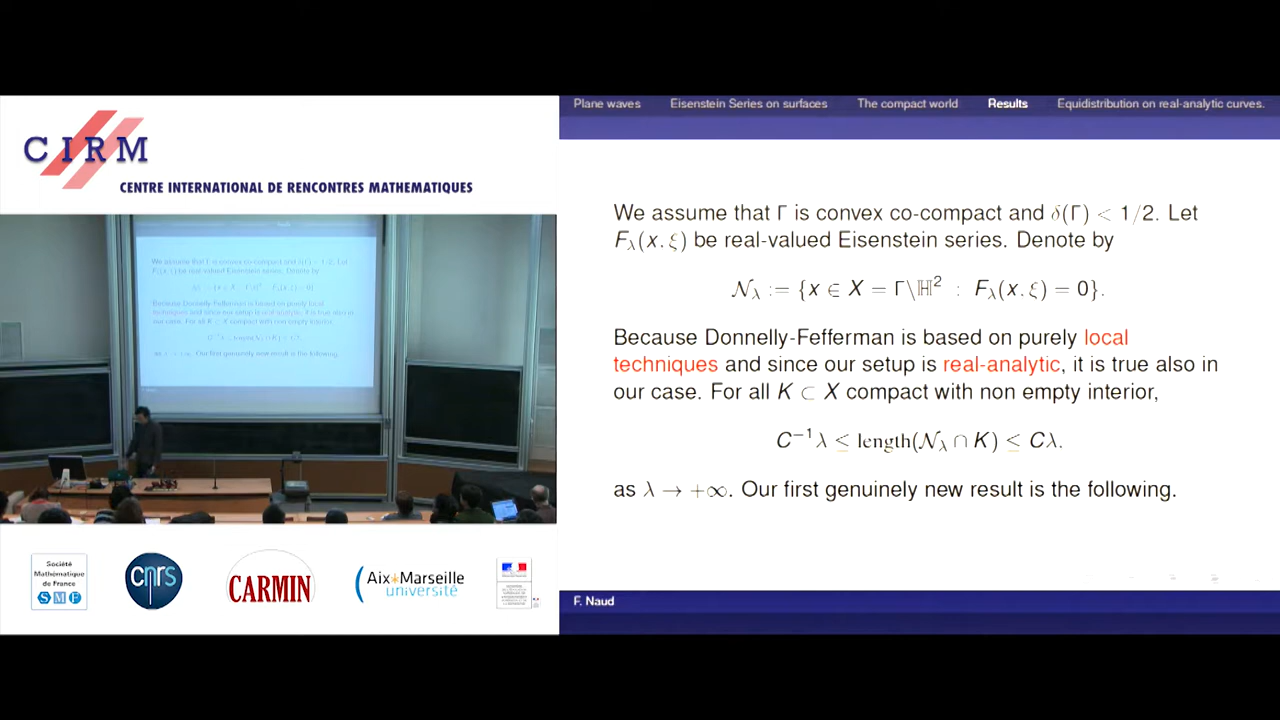 CIRM
CENTRE INTERNATIONAL DE RENCONTRES MATHEMATIQUES
Plane waves Eisenstein Series on surfaces The compact world Results Equidistribution on real-analytic curves.
We assume that Γ is convex co-compact and δ(Γ) < 1/2. Let
F_λ(x, ξ) be real-valued Eisenstein series. Denote by
𝒩_λ := {x ∈ X = Γ\ℍ² : F_λ(x, ξ) = 0}.
Because Donnelly-Fefferman is based on purely local
techniques and since our setup is real-analytic, it is true also in
our case. For all K ⊂ X compact with non empty interior,
C⁻¹λ ≤ length(𝒩_λ ∩ K) ≤ Cλ.
as λ → +∞. Our first genuinely new result is the following.
F. Naud
Société
Mathématique
de France
SMF
cnrs
CARMIN
Aix*Marseille
université